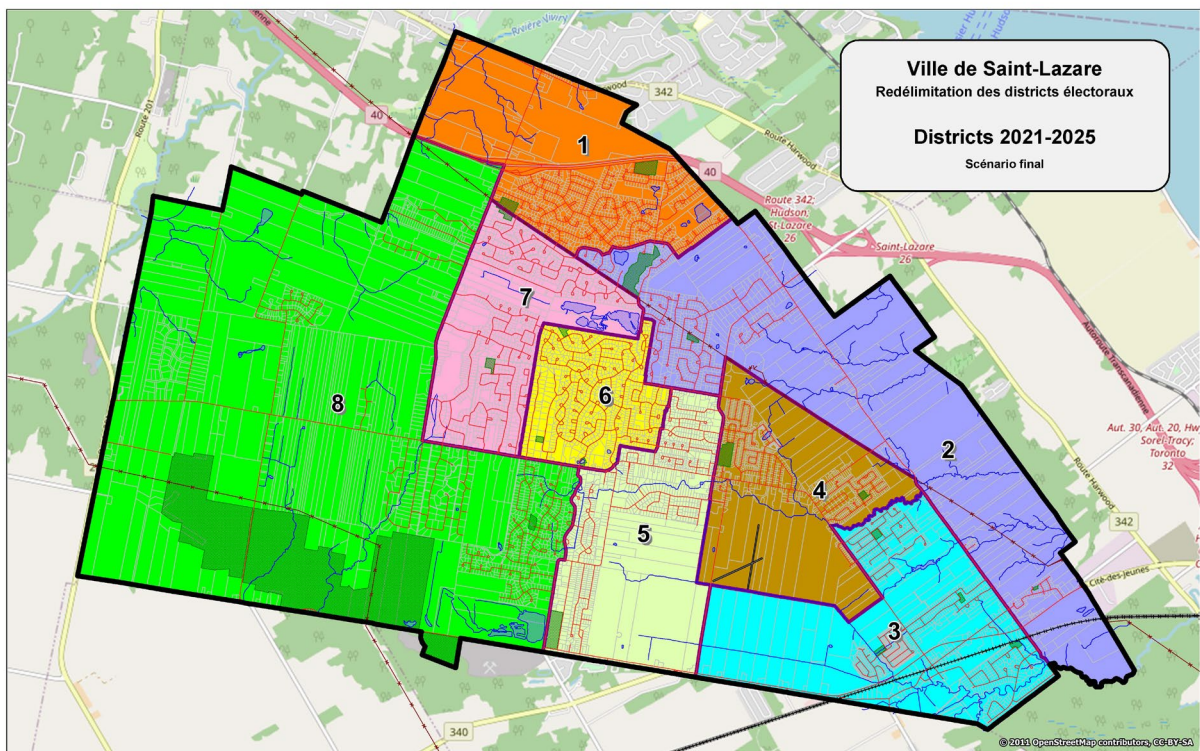 Ville de Saint-Lazare
Redélimitation des districts électoraux
Districts 2021-2025
Scénario final
Rivière Viviry
342
Route 201
40
1
Route Harwood
40
Route 342;
Hudson,
St-Lazare
26
Saint-Lazare
26
2
7
6
8
4
5
3
Autoroute Transcanadienne
Aut. 30, Aut. 20, Hw
Sorel-Tracy;
Toronto
32
Route Harwood
342
Cité-des-Jeunes
340
© 2011 OpenStreetMap contributors, CC-BY-SA